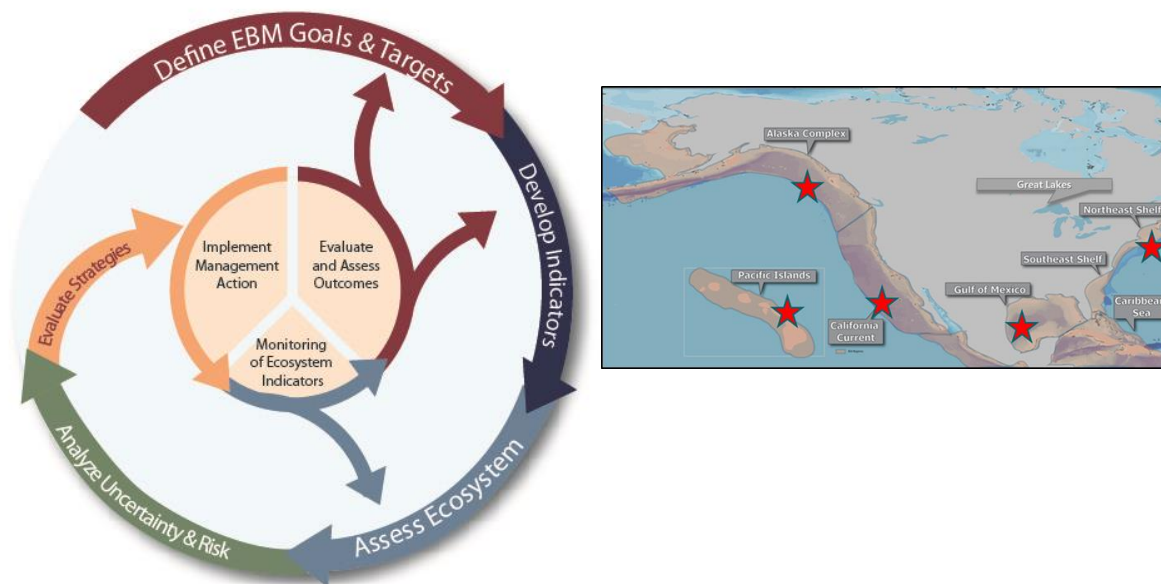 Define EBM Goals & Targets
Develop Indicators
Assess Ecosystem
Analyze Uncertainty & Risk
Evaluate Strategies
Implement
Management
Action
Evaluate
and Assess
Outcomes
Monitoring
of Ecosystem
Indicators
Alaska Complex
Great Lakes
Northeast Shelf
Southeast Shelf
Pacific Islands
Gulf of Mexico
California
Current
Caribbean
Sea